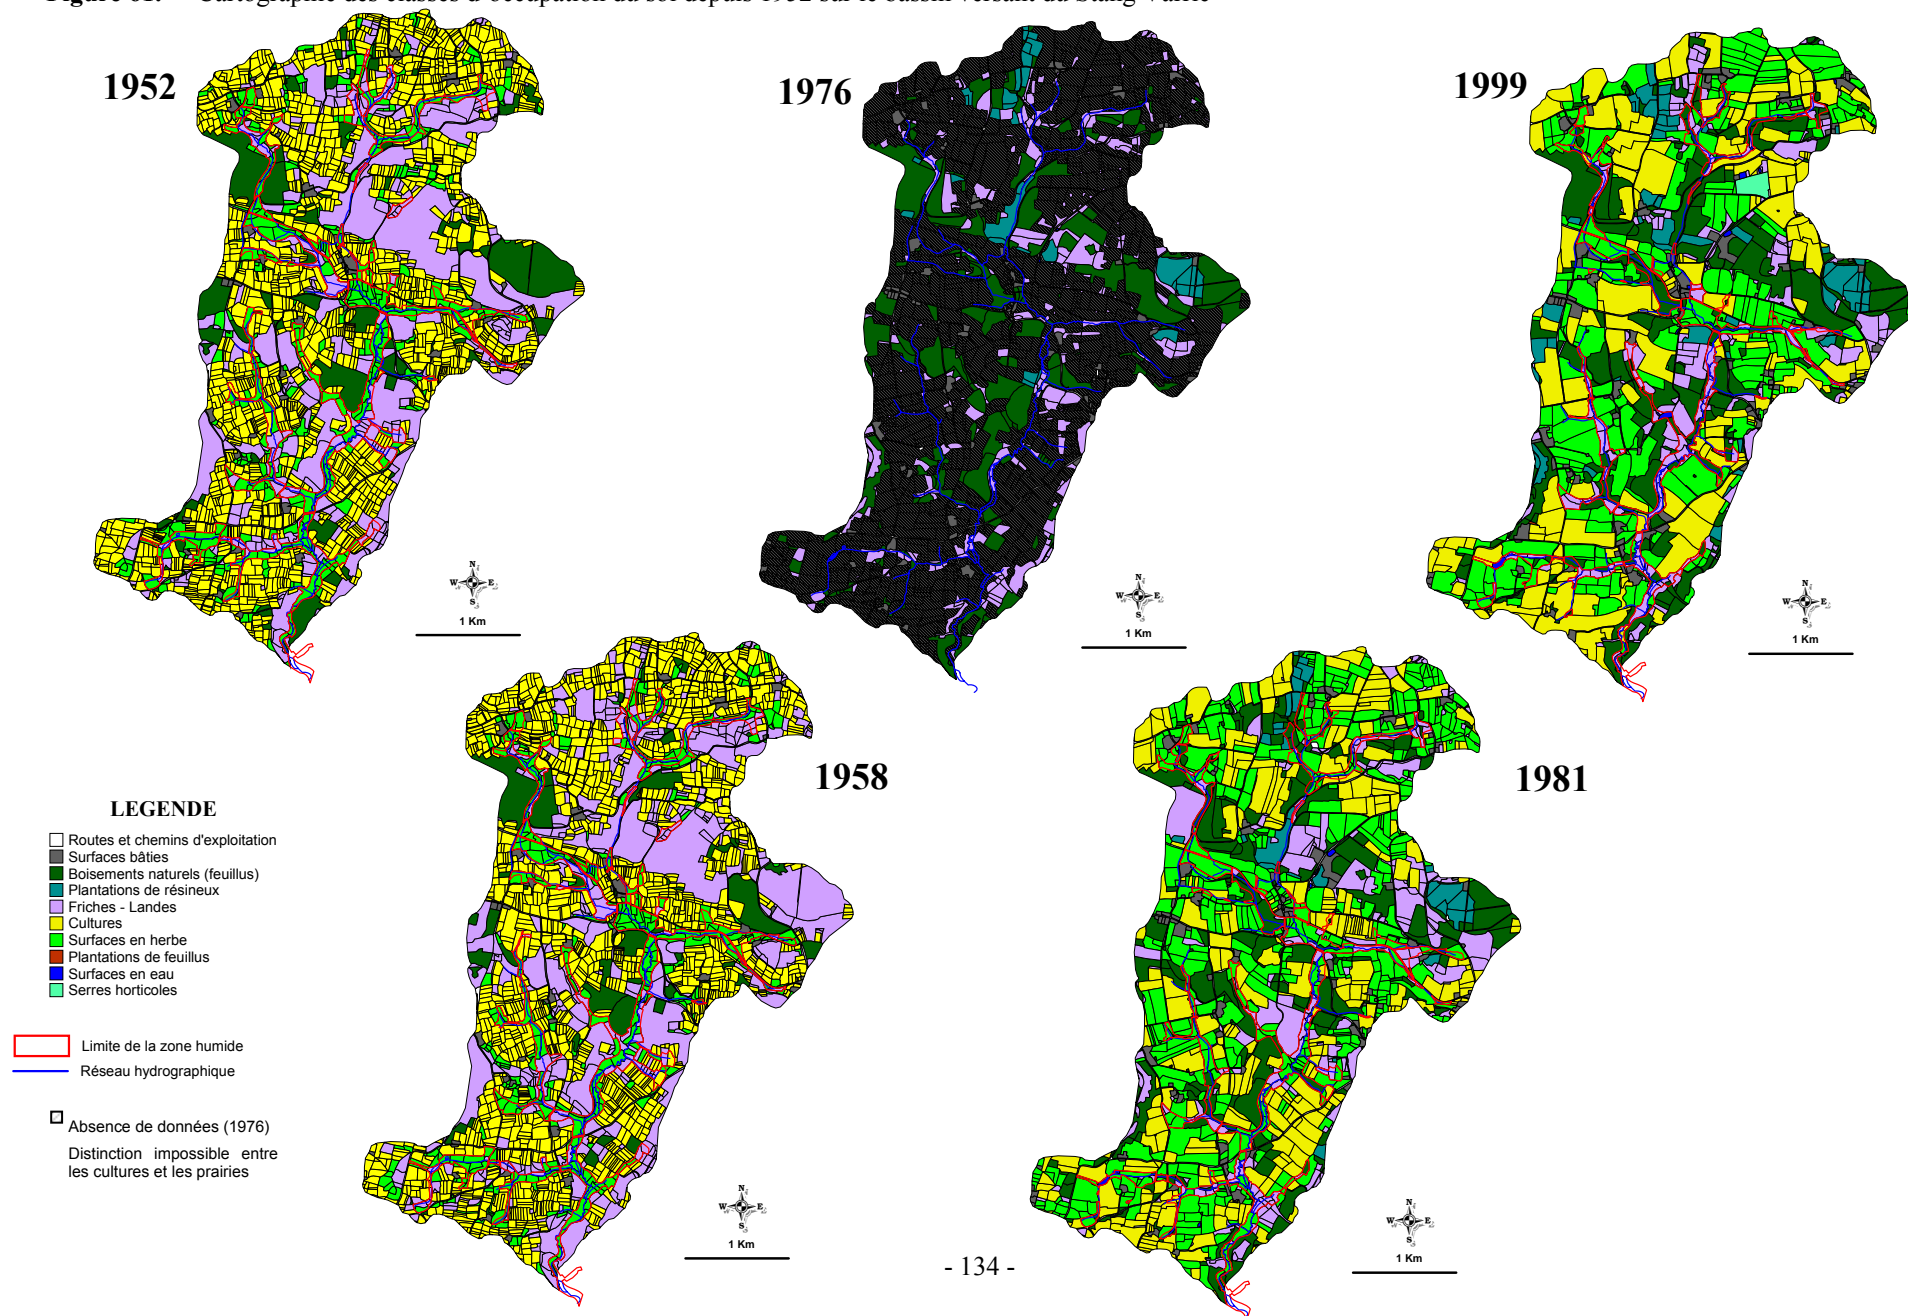 1952
1976
1999
N
W E
S
1 Km
N
W E
S
1 Km
N
W E
S
1 Km
1958
1981
LEGENDE
Routes et chemins d'exploitation
Surfaces bâties
Boisements naturels (feuillus)
Plantations de résineux
Friches - Landes
Cultures
Surfaces en herbe
Plantations de feuillus
Surfaces en eau
Serres horticoles
Limite de la zone humide
Réseau hydrographique
Absence de données (1976)
Distinction impossible entre
les cultures et les prairies
N
W E
S
1 Km
N
W E
S
1 Km
- 134 -